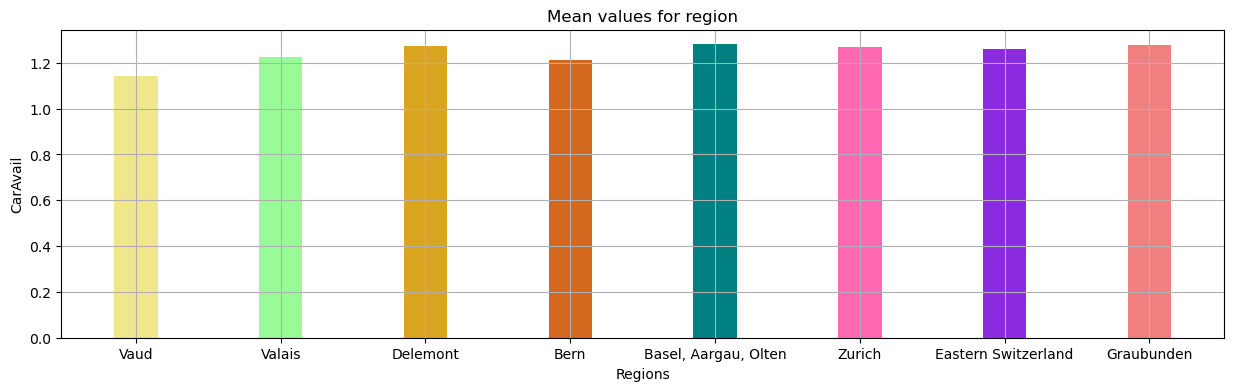 Mean values for region
CarAvail
1.2
1.0
0.8
0.6
0.4
0.2
0.0
Vaud Valais Delemont Bern Basel, Aargau, Olten Zurich Eastern Switzerland Graubunden
Regions